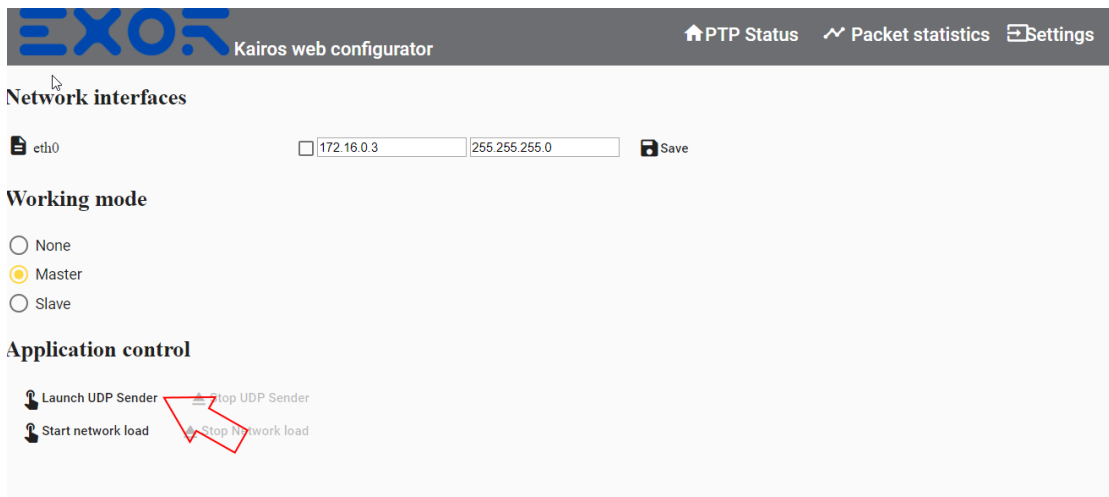 EXOR Kairos web configurator PTP Status Packet statistics Settings
Network interfaces
eth0 172.16.0.3 255.255.255.0 Save
Working mode
None
Master
Slave
Application control
Launch UDP Sender Stop UDP Sender
Start network load Stop Network load